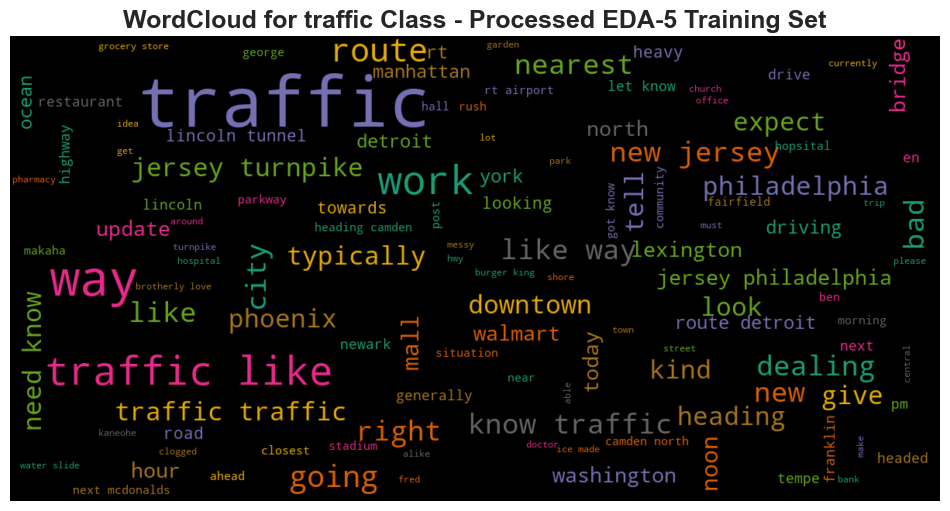 WordCloud for traffic Class - Processed EDA-5 Training Set
grocery store
george
route
rt
garden
heavy
currently
nearest
manhattan
drive
bridge
ocean
restaurant
traffic
hall
rush
rt airport
let know
church
office
idea
lincoln tunnel
detroit
lot
north
expect
highway
get
jersey turnpike
work
york
park
new jersey
hopsital
en
pharmacy
philadelphia
tell
got know
community
lincoln
parkway
towards
post
looking
fairfield
trip
bad
update
around
heading camden
must
driving
makaha
turnpike
hospital
city
typically
messy
hwy
like way
lexington
please
way
brotherly love
burger king
shore
jersey philadelphia
need know
like
phoenix
downtown
look
ben
mall
walmart
town
route detroit
morning
newark
situation
today
street
next
central
traffic like
near
kind
dealing
generally
able
new
give
traffic traffic
know traffic
heading
pm
kaneohe
road
right
doctor
camden north
franklin
make
clogged
closest
stadium
alike
ice made
noon
headed
water slide
hour
ahead
going
fred
washington
tempe
bank
next mcdonalds